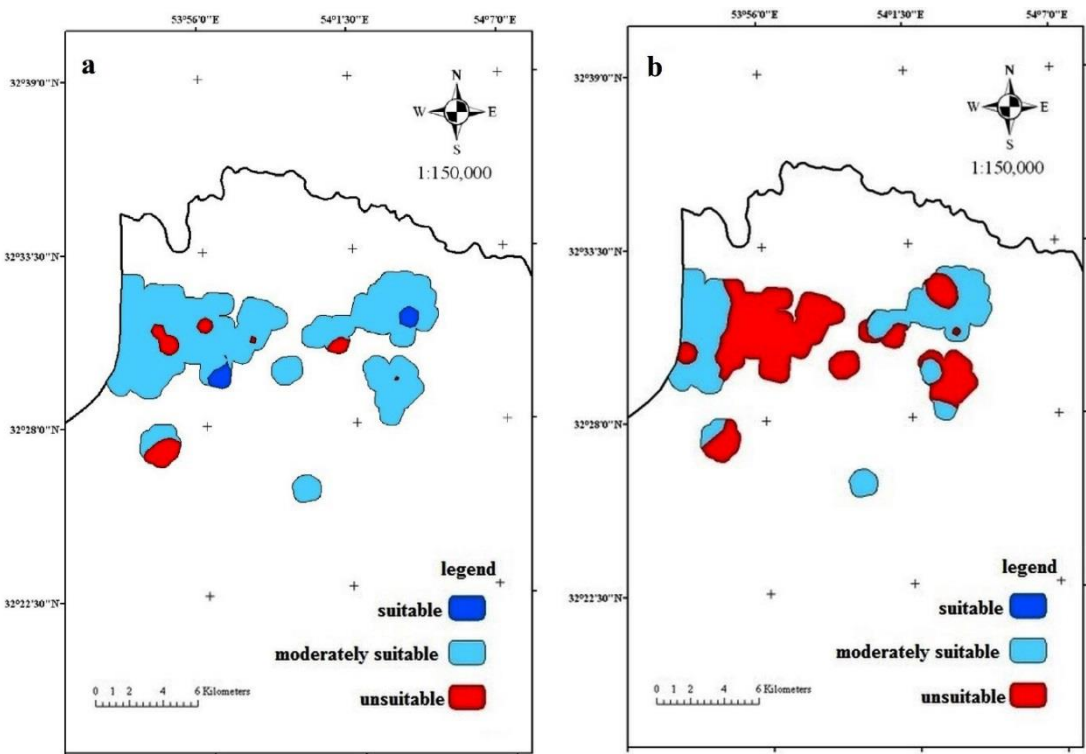 53°56'0"E 54°1'30"E 54°7'0"E
a
32°39'0"N
N
W E
S
1:150,000
32°33'30"N
32°28'0"N
32°22'30"N
legend
suitable
moderately suitable
unsuitable
0 1 2 4 6 Kilometers
53°56'0"E 54°1'30"E 54°7'0"E
b
32°39'0"N
N
W E
S
1:150,000
32°33'30"N
32°28'0"N
32°22'30"N
legend
suitable
moderately suitable
unsuitable
0 1 2 4 6 Kilometers